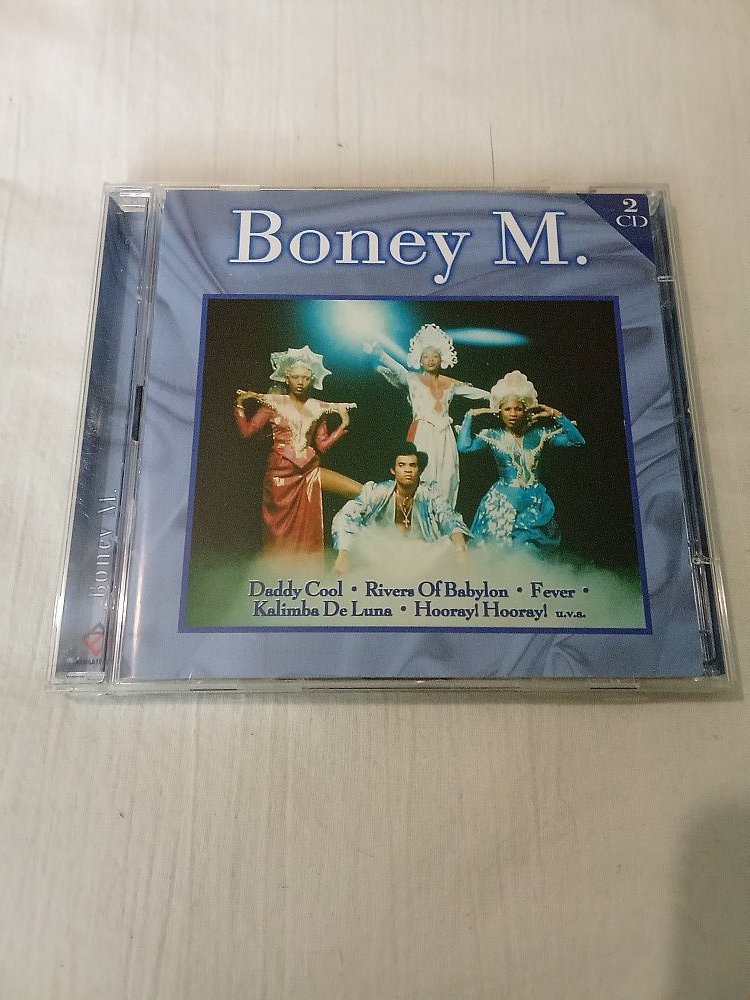 Boney M.
2
CD
Daddy Cool • Rivers Of Babylon • Fever •
Kalimba De Luna • Hooray! Hooray! u.v.a.
Boney M.